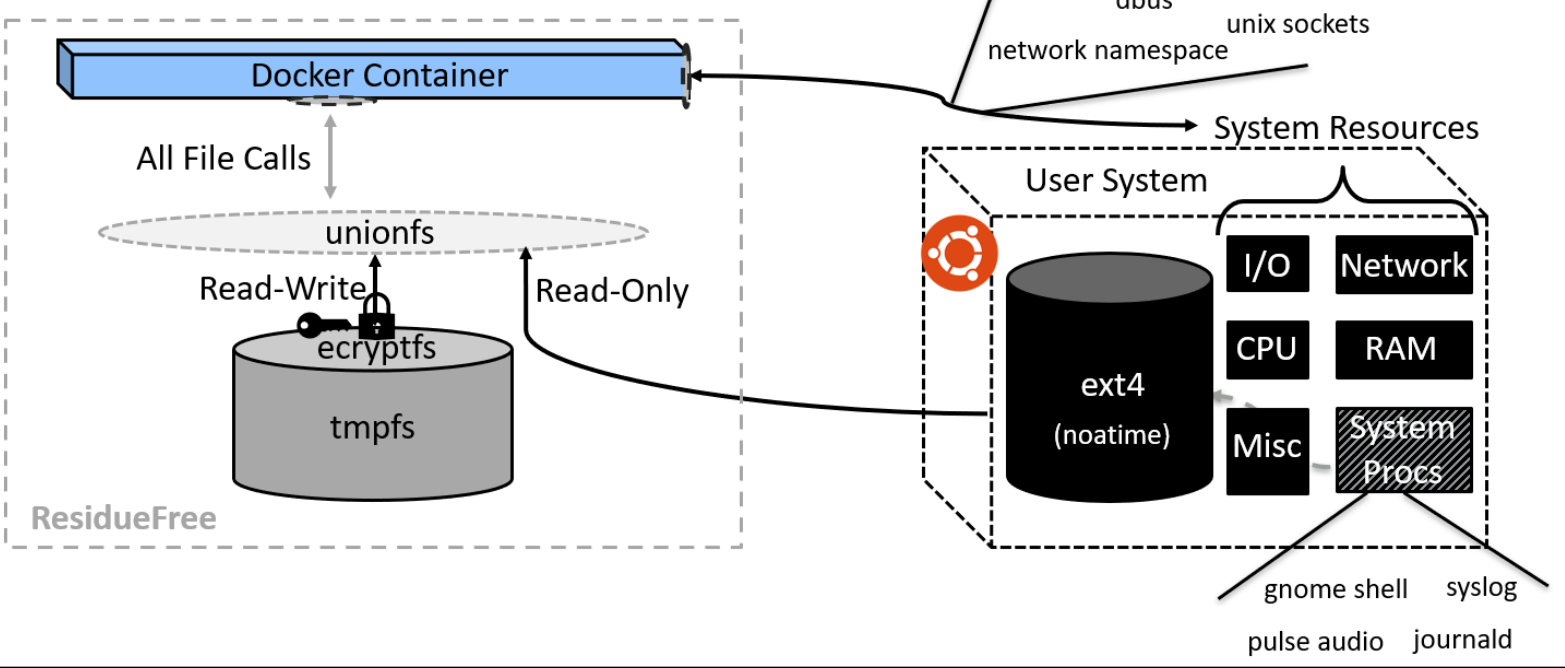 dbus
unix sockets
network namespace
Docker Container
System Resources
All File Calls
User System
unionfs
I/O
Network
Read-Write
Read-Only
ecryptfs
CPU
RAM
ext4
tmpfs
(noatime)
Misc
System
Procs
ResidueFree
gnome shell
syslog
pulse audio
journald